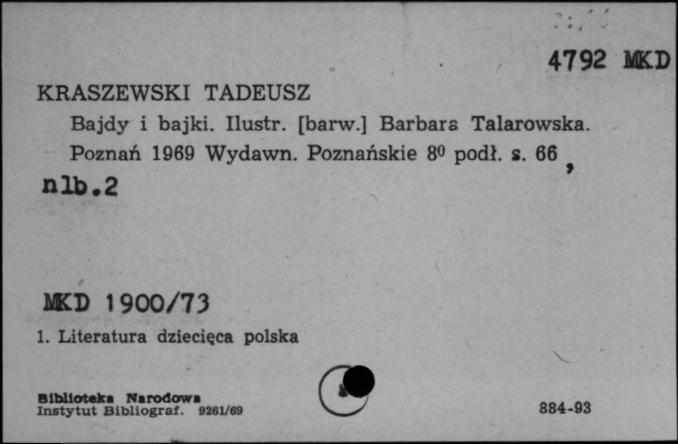 4792 MKD
KRASZEWSKI TADEUSZ
Bajdy i bajki. Ilustr. [barw.] Barbara Talarowska.
Poznań 1969 Wydawn. Poznańskie 8⁰ podł. s. 66 ,
nlb.2
MKD 1900/73
1. Literatura dziecięca polska
Biblioteka Narodowa
Instytut Bibliograf. 9261/69
884-93